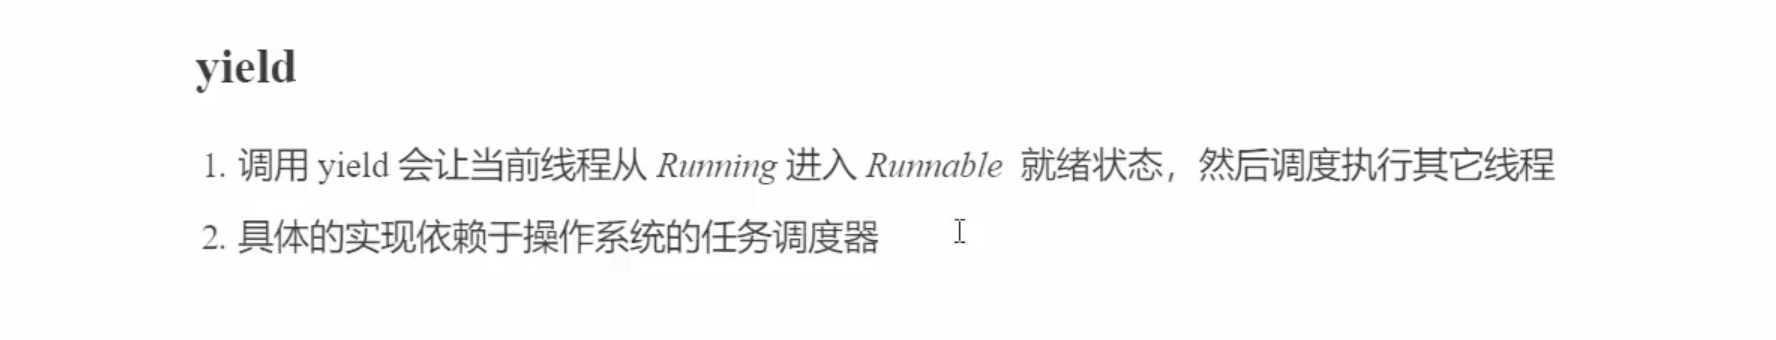 yield
1. 调用 yield 会让当前线程从 Running 进入 Runnable 就绪状态，然后调度执行其它线程
2. 具体的实现依赖于操作系统的任务调度器